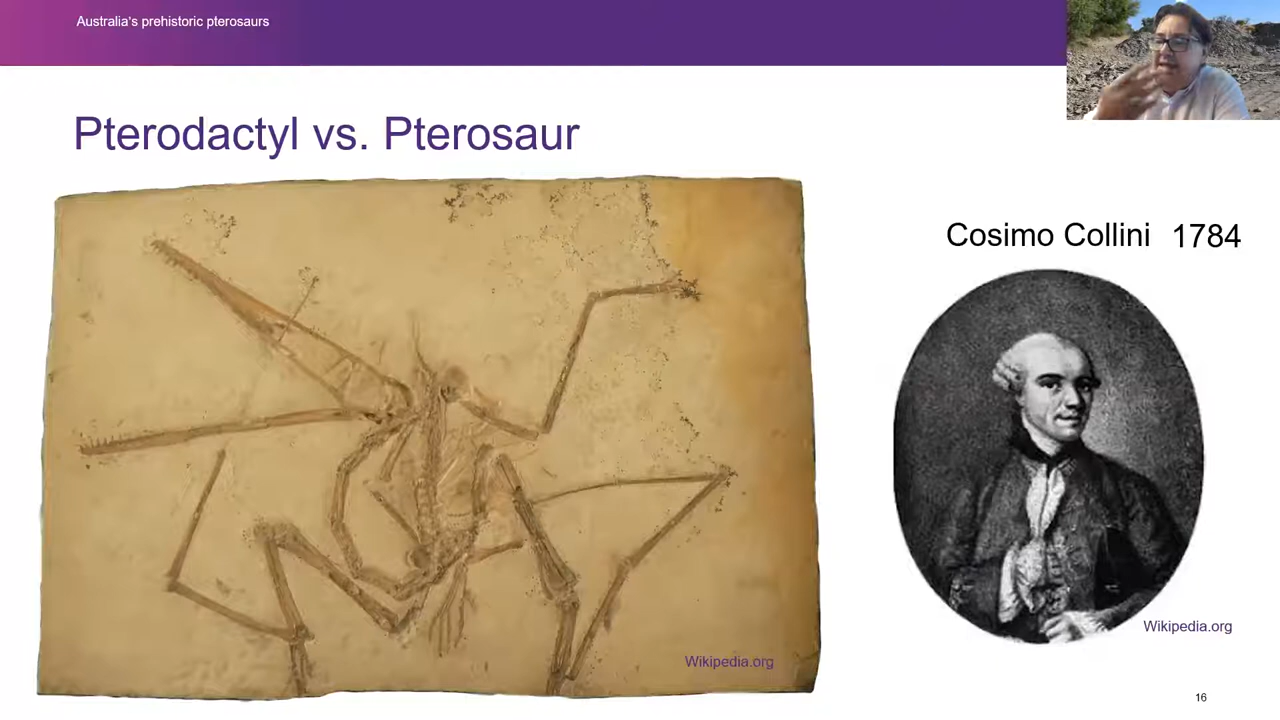 Australia's prehistoric pterosaurs
Pterodactyl vs. Pterosaur
Cosimo Collini 1784
Wikipedia.org
Wikipedia.org
16